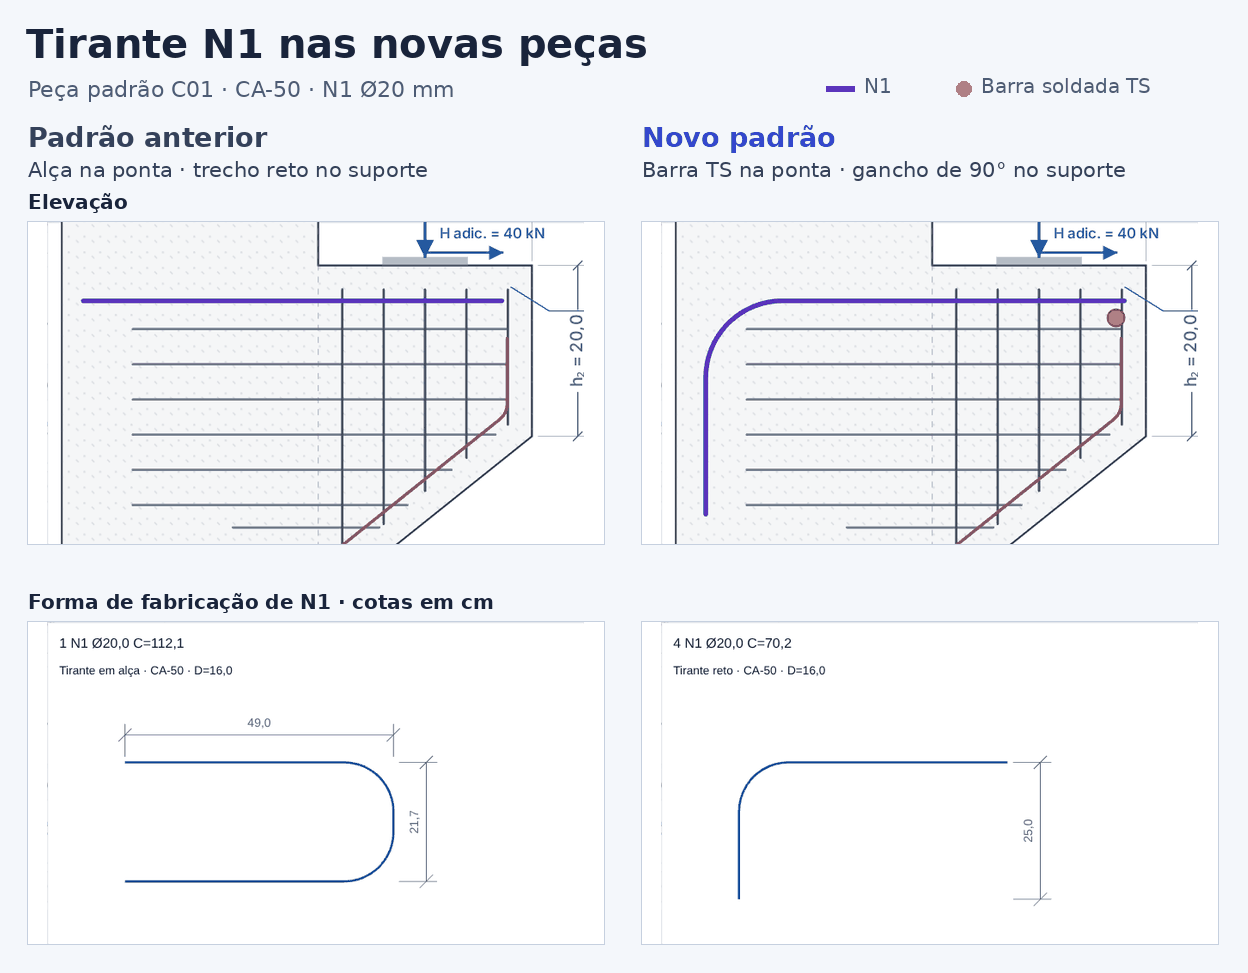 Tirante N1 nas novas peças
Peça padrão C01 · CA-50 · N1 Ø20 mm
N1
Barra soldada TS
Padrão anterior
Alça na ponta · trecho reto no suporte
Novo padrão
Barra TS na ponta · gancho de 90° no suporte
Elevação
H adic. = 40 kN
h₂ = 20,0
H adic. = 40 kN
h₂ = 20,0
Forma de fabricação de N1 · cotas em cm
1 N1 Ø20,0 C=112,1
Tirante em alça · CA-50 · D=16,0
49,0
21,7
4 N1 Ø20,0 C=70,2
Tirante reto · CA-50 · D=16,0
25,0